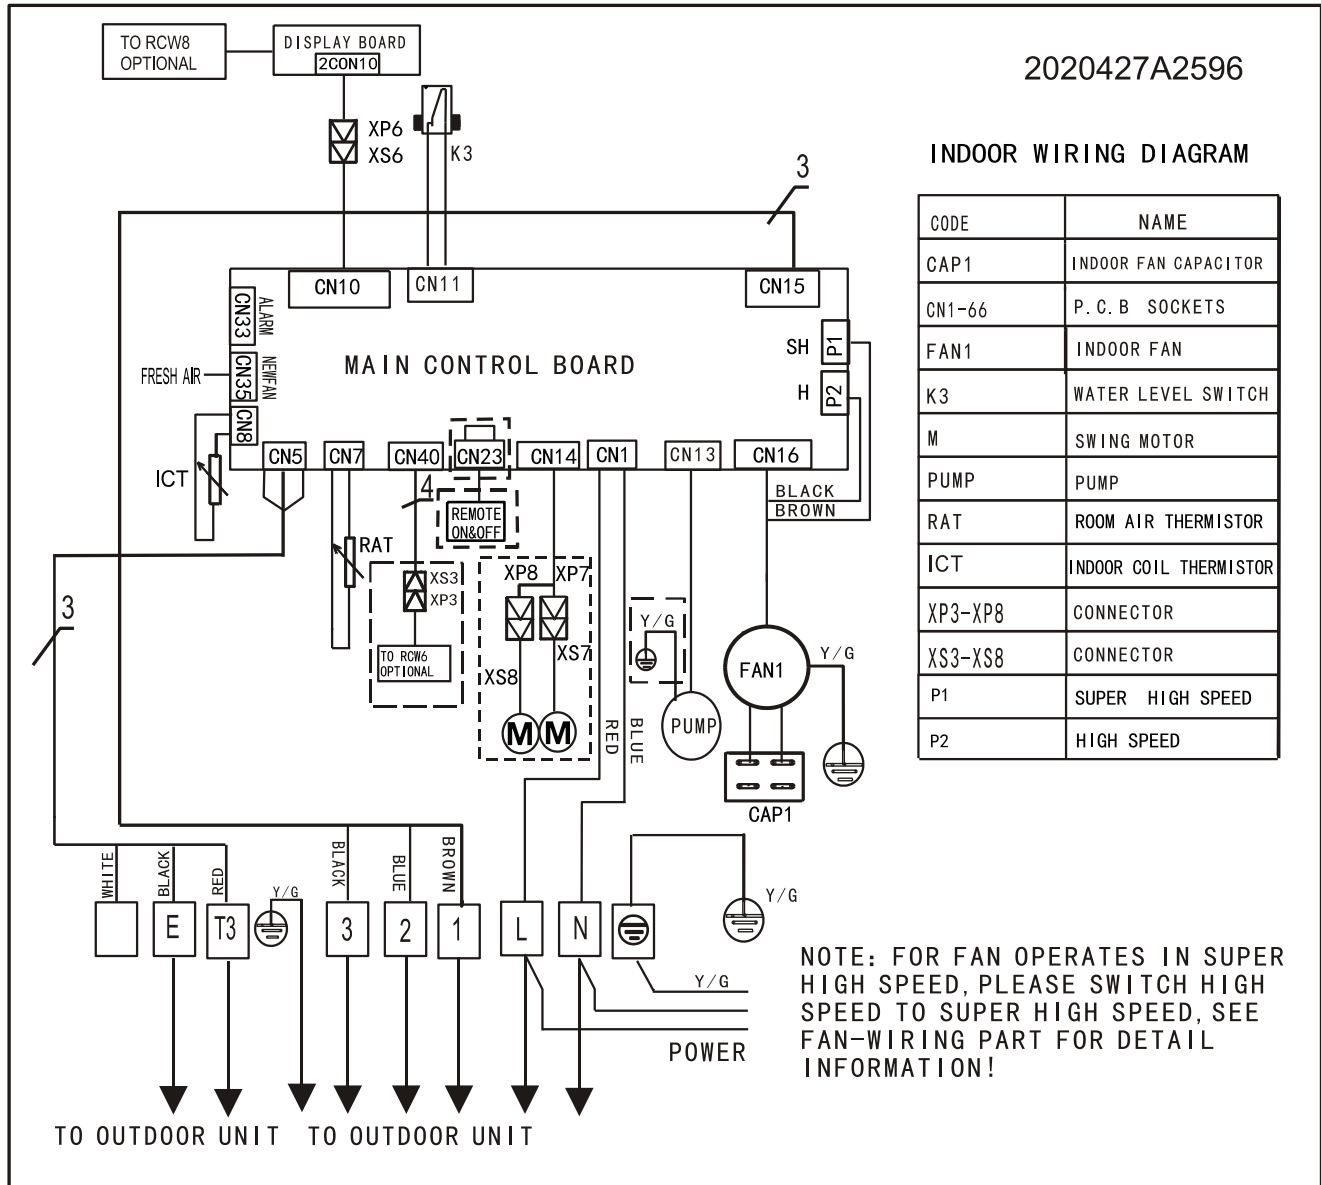 TO RCW8
OPTIONAL
DISPLAY BOARD
2CON10
2020427A2596
XP6
XS6
K3
INDOOR WIRING DIAGRAM
3
CODE NAME
CAP1 INDOOR FAN CAPACITOR
CN1-66 P.C.B SOCKETS
FAN1 INDOOR FAN
K3 WATER LEVEL SWITCH
M SWING MOTOR
PUMP PUMP
RAT ROOM AIR THERMISTOR
ICT INDOOR COIL THERMISTOR
XP3-XP8 CONNECTOR
XS3-XS8 CONNECTOR
P1 SUPER HIGH SPEED
P2 HIGH SPEED
CN10
CN11
CN15
CN33
ALARM
MAIN CONTROL BOARD
SH
P1
H
P2
FRESH AIR
CN35
NEWFAN
CN8
CN5
CN7
CN40
CN23
CN14
CN1
CN13
CN16
ICT
4
BLACK
BROWN
REMOTE
ON&OFF
RAT
XS3
XP3
XP8
XP7
3
Y/G
TO RCW6
OPTIONAL
XS8
XS7
M
M
RED
BLUE
PUMP
FAN1
Y/G
CAP1
WHITE
BLACK
RED
Y/G
BLACK
BLUE
BROWN
Y/G
E
T3
3
2
1
L
N
Y/G
POWER
NOTE: FOR FAN OPERATES IN SUPER
HIGH SPEED, PLEASE SWITCH HIGH
SPEED TO SUPER HIGH SPEED, SEE
FAN-WIRING PART FOR DETAIL
INFORMATION!
TO OUTDOOR UNIT
TO OUTDOOR UNIT